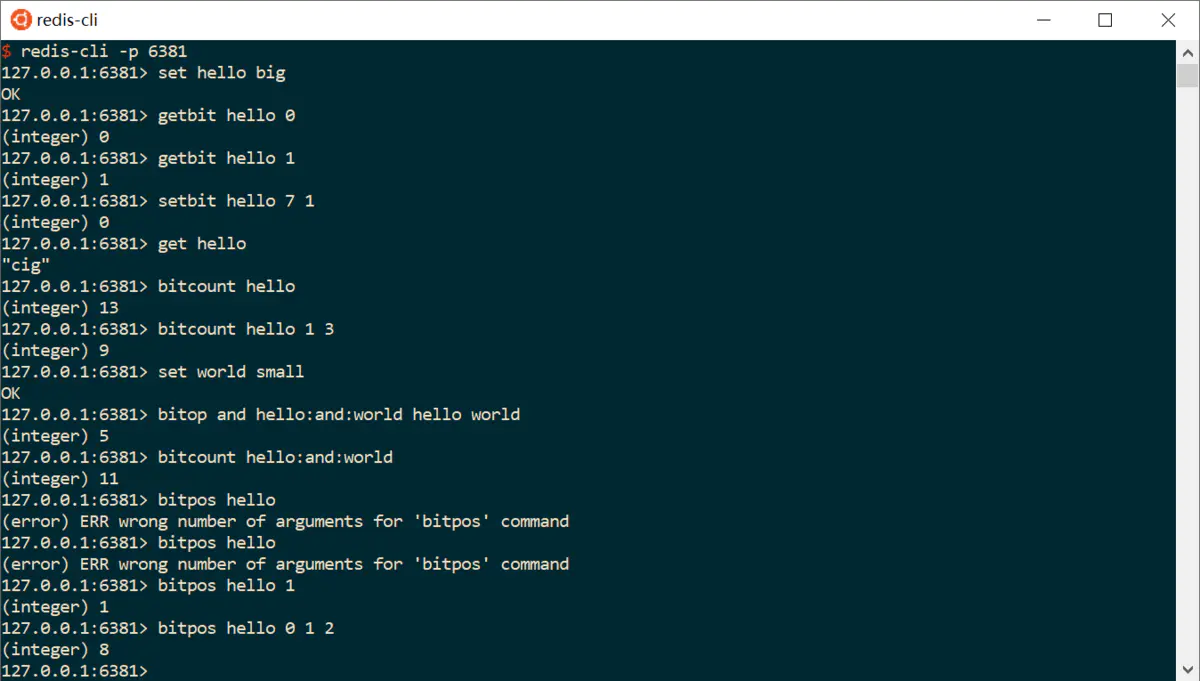 redis-cli
$ redis-cli -p 6381
127.0.0.1:6381> set hello big
OK
127.0.0.1:6381> getbit hello 0
(integer) 0
127.0.0.1:6381> getbit hello 1
(integer) 1
127.0.0.1:6381> setbit hello 7 1
(integer) 0
127.0.0.1:6381> get hello
"cig"
127.0.0.1:6381> bitcount hello
(integer) 13
127.0.0.1:6381> bitcount hello 1 3
(integer) 9
127.0.0.1:6381> set world small
OK
127.0.0.1:6381> bitop and hello:and:world hello world
(integer) 5
127.0.0.1:6381> bitcount hello:and:world
(integer) 11
127.0.0.1:6381> bitpos hello
(error) ERR wrong number of arguments for 'bitpos' command
127.0.0.1:6381> bitpos hello
(error) ERR wrong number of arguments for 'bitpos' command
127.0.0.1:6381> bitpos hello 1
(integer) 1
127.0.0.1:6381> bitpos hello 0 1 2
(integer) 8
127.0.0.1:6381>